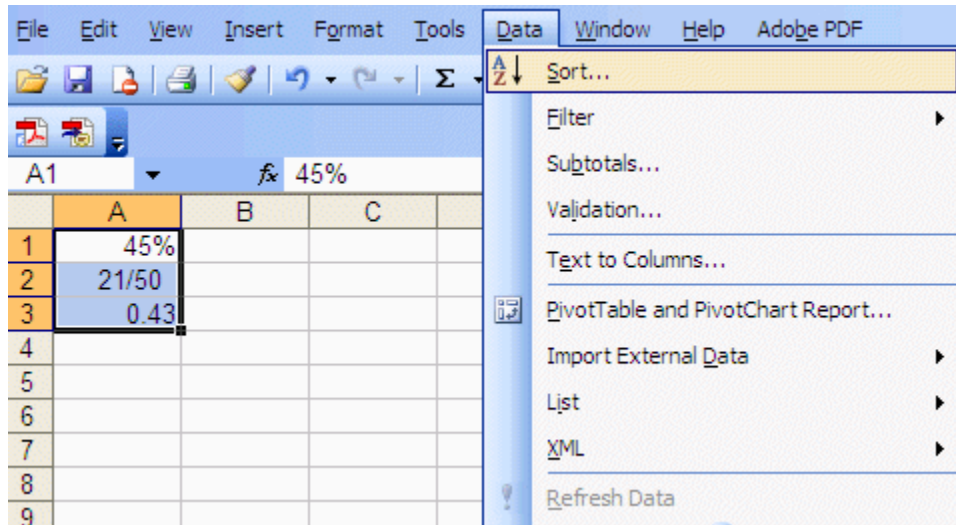 File Edit View Insert Format Tools Data Window Help Adobe PDF
A Z Sort...
Σ
Filter
Subtotals...
A1 fx 45%
Validation...
A B C
1 45%
Text to Columns...
2 21/50
3 0.43
PivotTable and PivotChart Report...
4
Import External Data
5
List
6
7
XML
8
Refresh Data
9